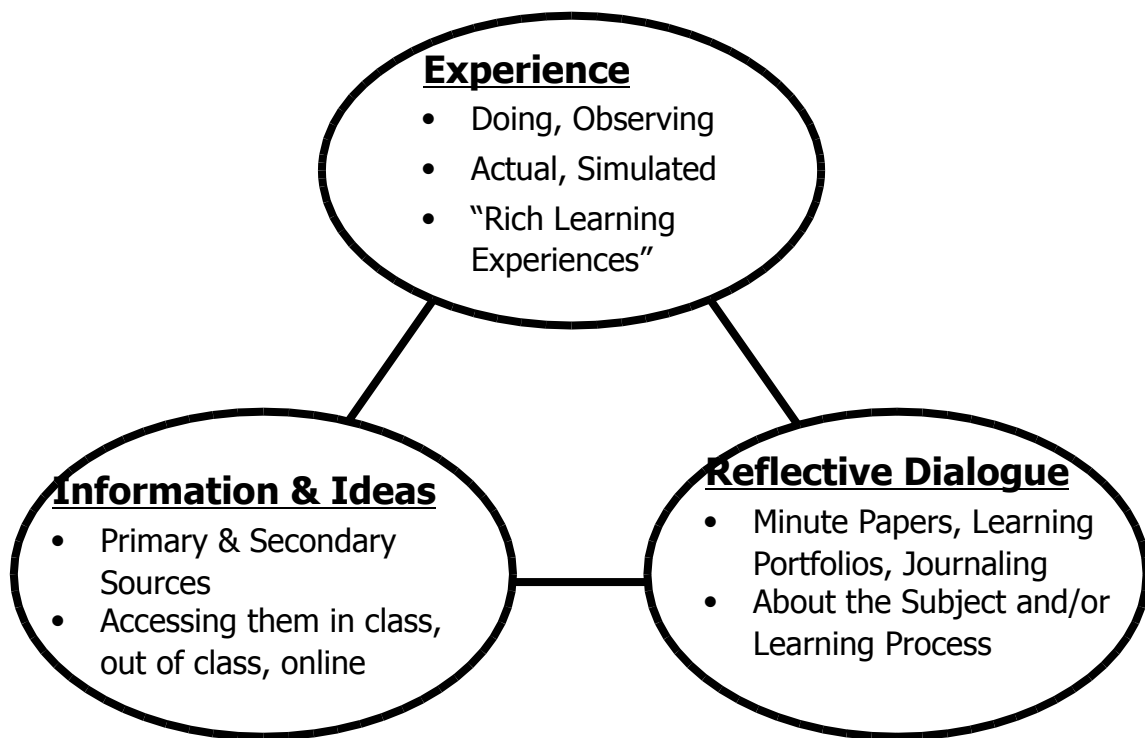 Experience
• Doing, Observing
• Actual, Simulated
• “Rich Learning
Experiences”
Information & Ideas
• Primary & Secondary
Sources
• Accessing them in class,
out of class, online
Reflective Dialogue
• Minute Papers, Learning
Portfolios, Journaling
• About the Subject and/or
Learning Process